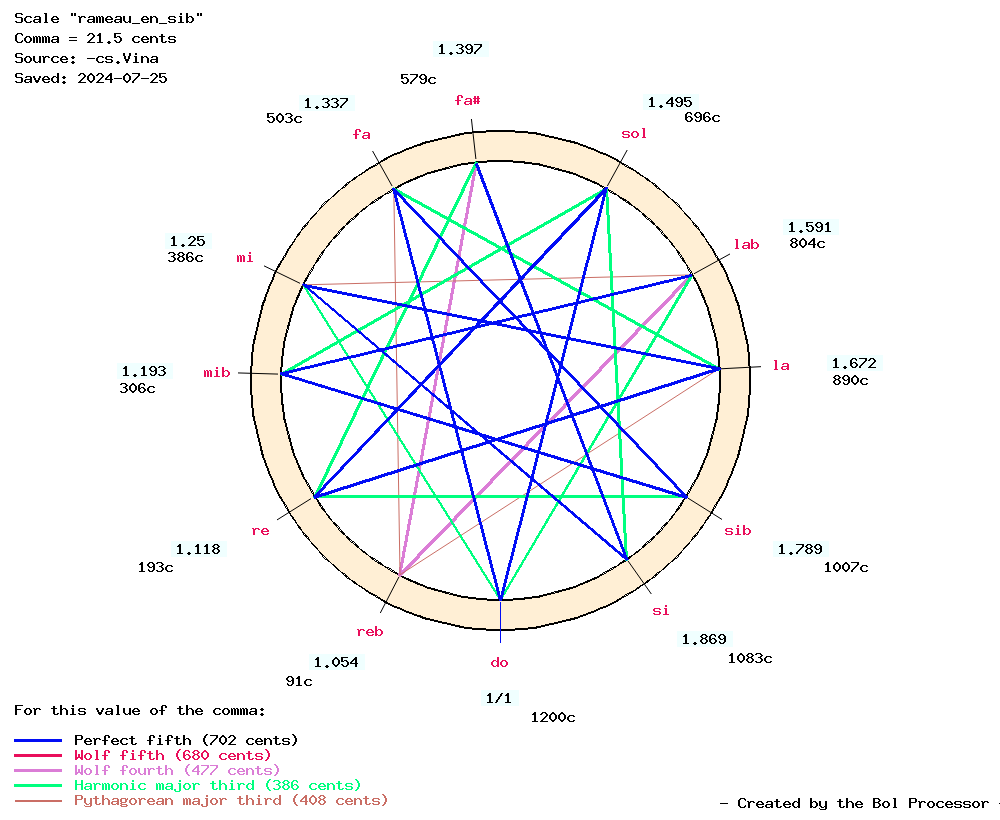 Scale "rameau_en_sib"
Comma = 21.5 cents
Source: -cs.Vina
Saved: 2024-07-25
1.397
579c
fa#
1.337
503c
fa
1.495
696c
sol
1.591
804c
lab
1.25
386c
mi
1.193
306c
mib
la
1.672
890c
re
1.118
193c
sib
1.789
1007c
reb
1.054
91c
si
1.869
1083c
do
1/1
1200c
For this value of the comma:
Perfect fifth (702 cents)
Wolf fifth (680 cents)
Wolf fourth (477 cents)
Harmonic major third (386 cents)
Pythagorean major third (408 cents)
- Created by the Bol Processor -